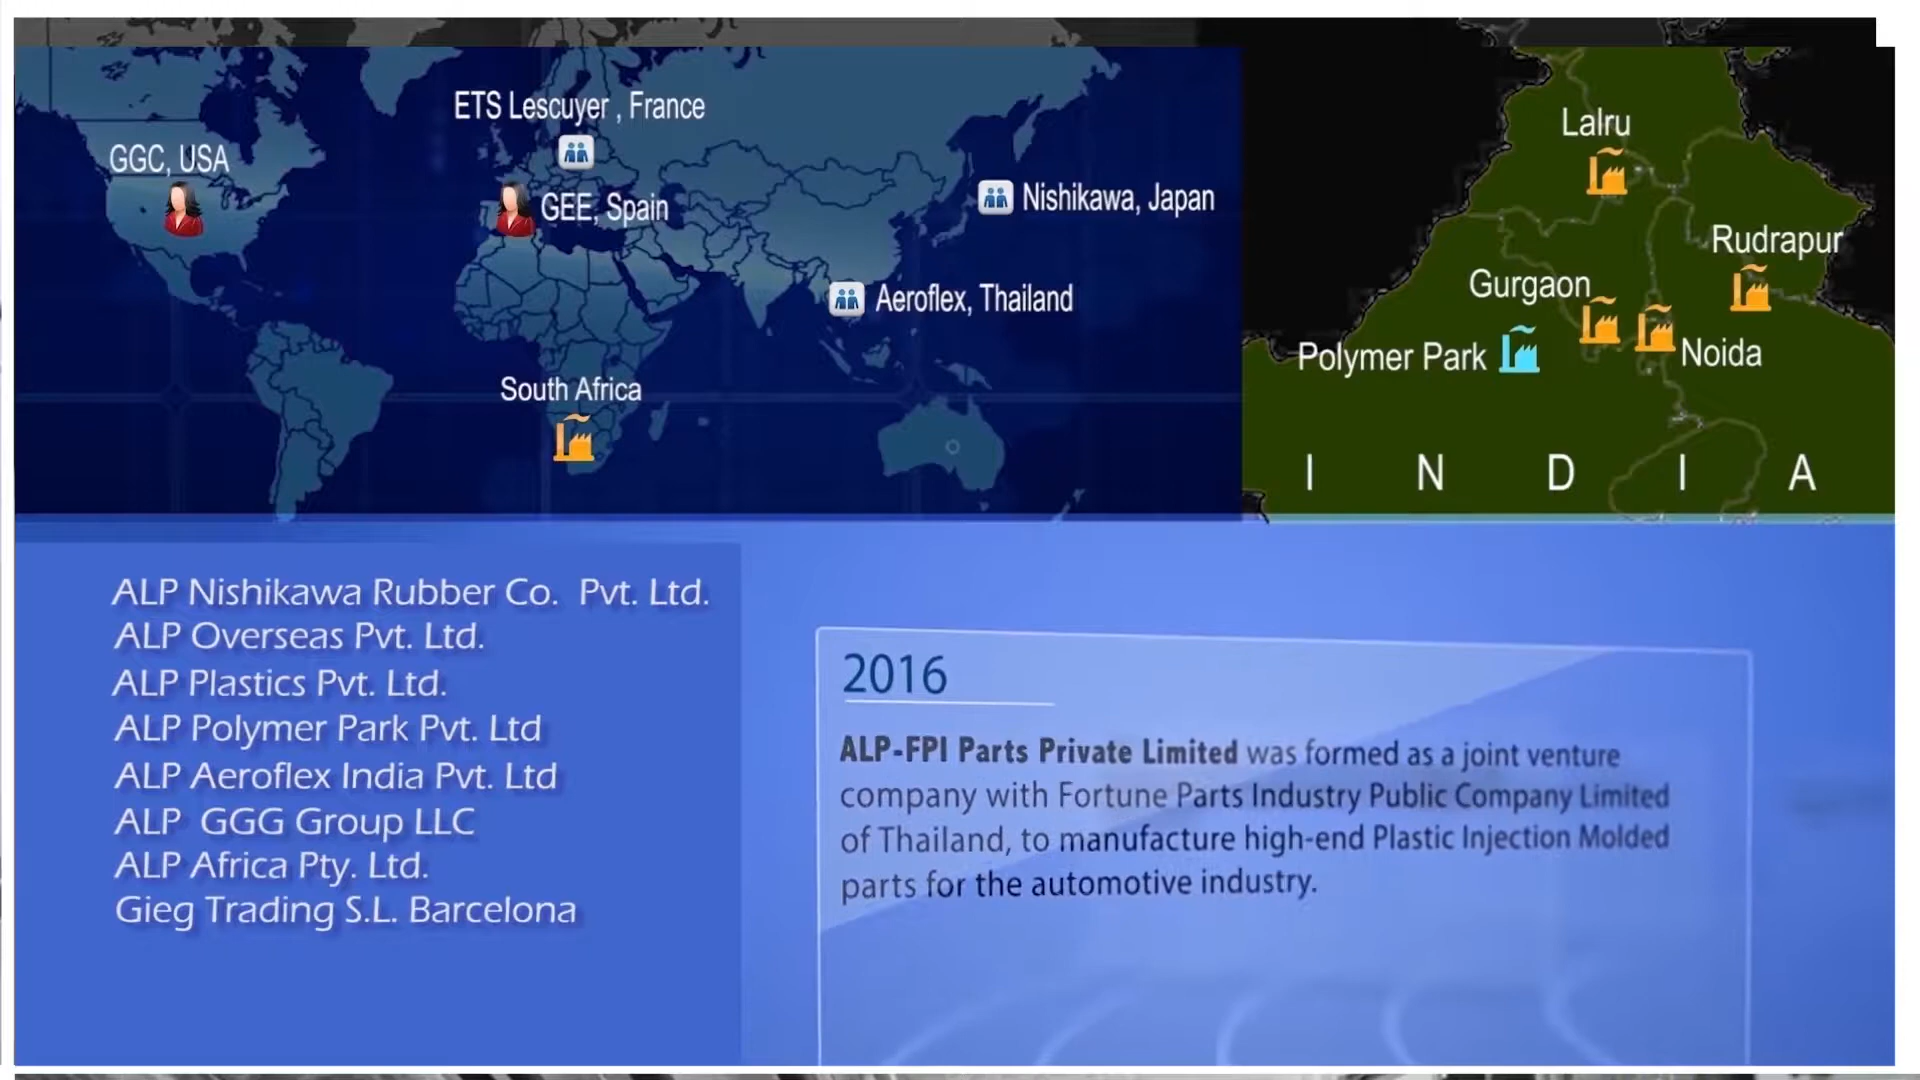 ETS Lescuyer , France
GGC, USA
GEE, Spain
Nishikawa, Japan
Aeroflex, Thailand
South Africa
Lalru
Rudrapur
Gurgaon
Polymer Park
Noida
I N D I A
ALP Nishikawa Rubber Co. Pvt. Ltd.
ALP Overseas Pvt. Ltd.
ALP Plastics Pvt. Ltd.
ALP Polymer Park Pvt. Ltd
ALP Aeroflex India Pvt. Ltd
ALP GGG Group LLC
ALP Africa Pty. Ltd.
Gieg Trading S.L. Barcelona
2016
ALP-FPI Parts Private Limited was formed as a joint venture
company with Fortune Parts Industry Public Company Limited
of Thailand, to manufacture high-end Plastic Injection Molded
parts for the automotive industry.